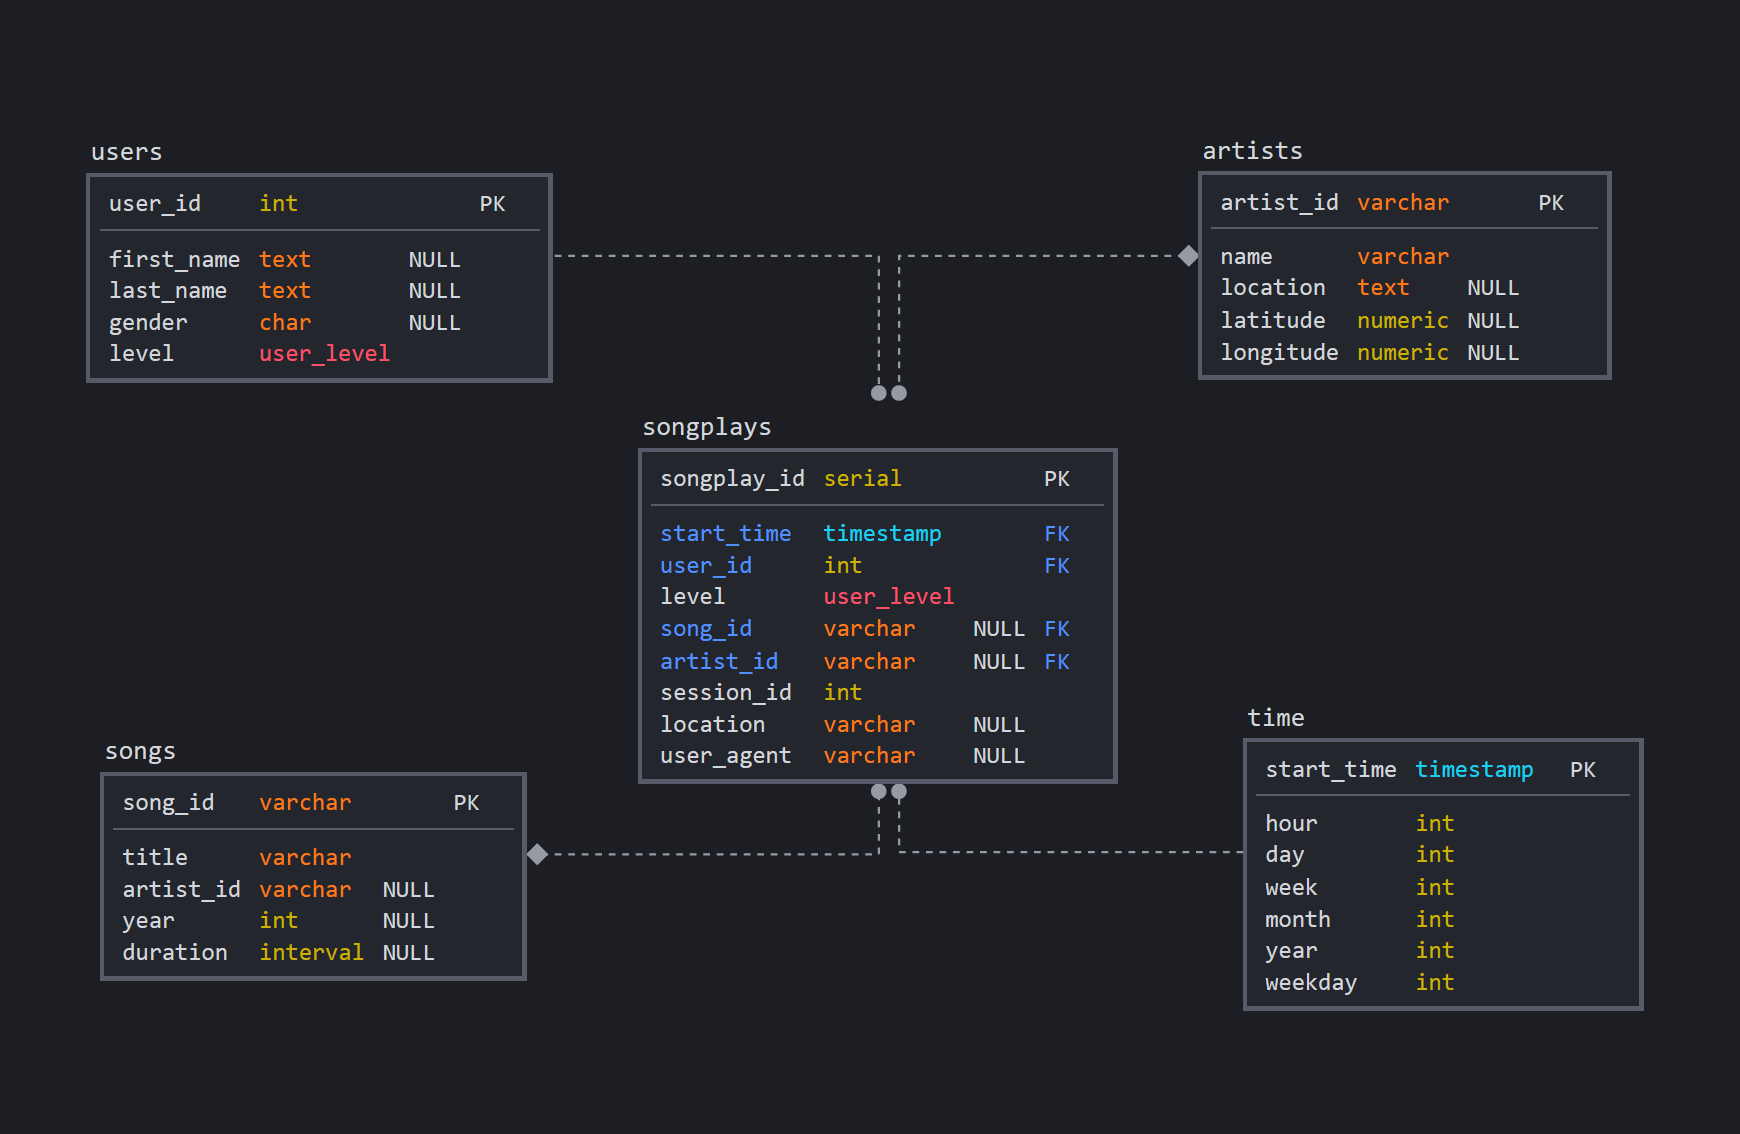 users
user_id int PK
first_name text NULL
last_name text NULL
gender char NULL
level user_level
artists
artist_id varchar PK
name varchar
location text NULL
latitude numeric NULL
longitude numeric NULL
songplays
songplay_id serial PK
start_time timestamp FK
user_id int FK
level user_level
song_id varchar NULL FK
artist_id varchar NULL FK
session_id int
location varchar NULL
user_agent varchar NULL
songs
song_id varchar PK
title varchar
artist_id varchar NULL
year int NULL
duration interval NULL
time
start_time timestamp PK
hour int
day int
week int
month int
year int
weekday int